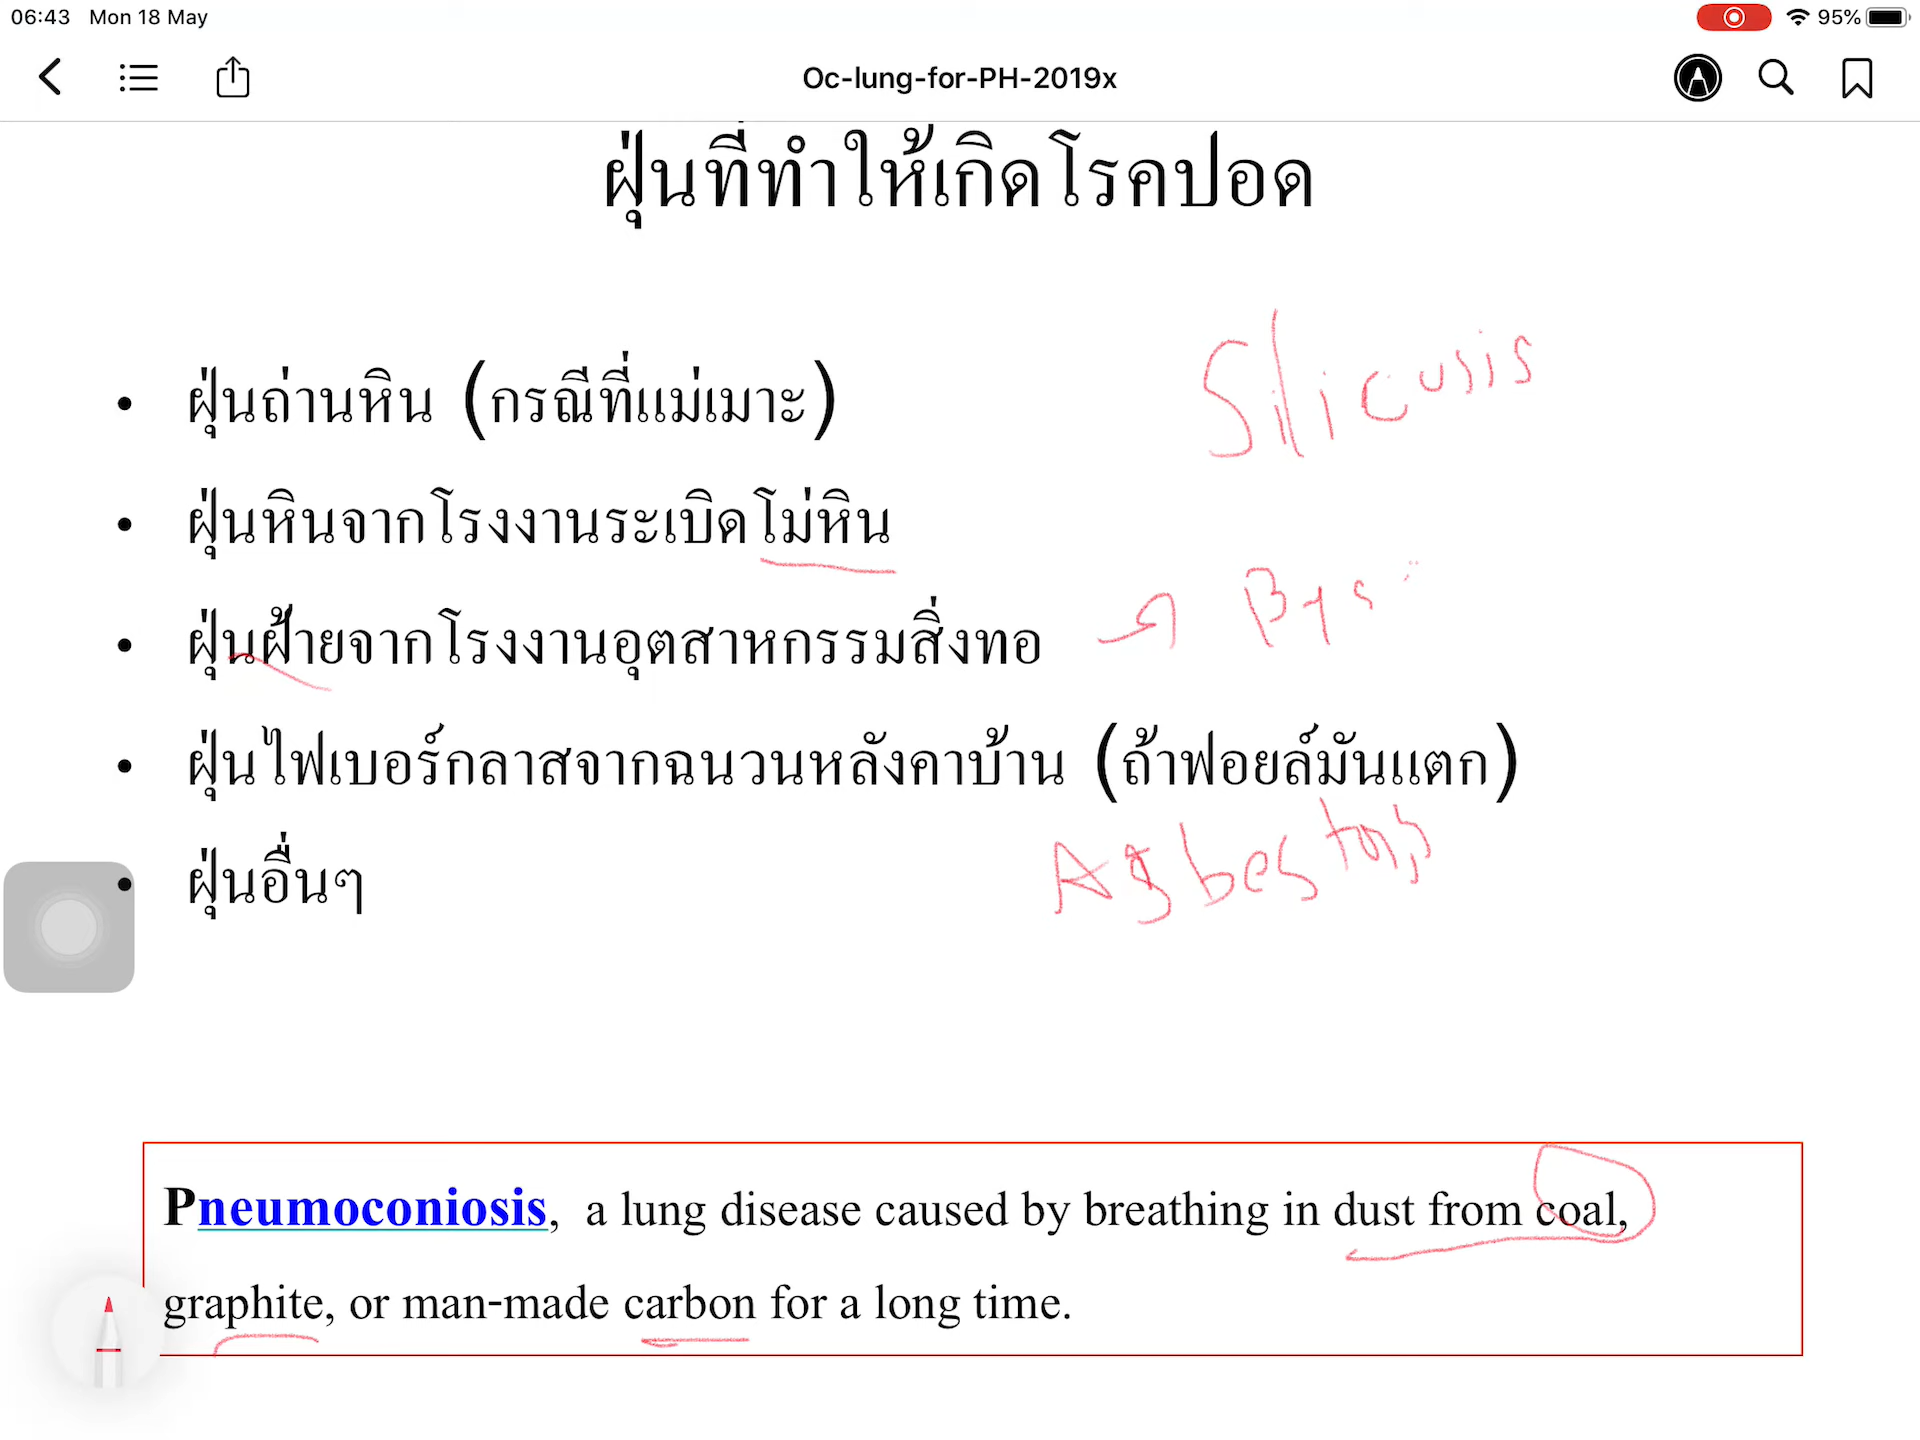 06:43 Mon 18 May
95%
Oc-lung-for-PH-2019x
ฝุ่นที่ทำให้เกิดโรคปอด
Silicosis
• ฝุ่นถ่านหิน (กรณีที่แม่เมาะ)
• ฝุ่นหินจากโรงงานระเบิดโม่หิน
• ฝุ่นฝ้ายจากโรงงานอุตสาหกรรมสิ่งทอ
Bys
• ฝุ่นไฟเบอร์กลาสจากฉนวนหลังคาบ้าน (ถ้าฟอยล์มันแตก)
• ฝุ่นอื่นๆ
Pneumoconiosis, a lung disease caused by breathing in dust from coal,
graphite, or man-made carbon for a long time.